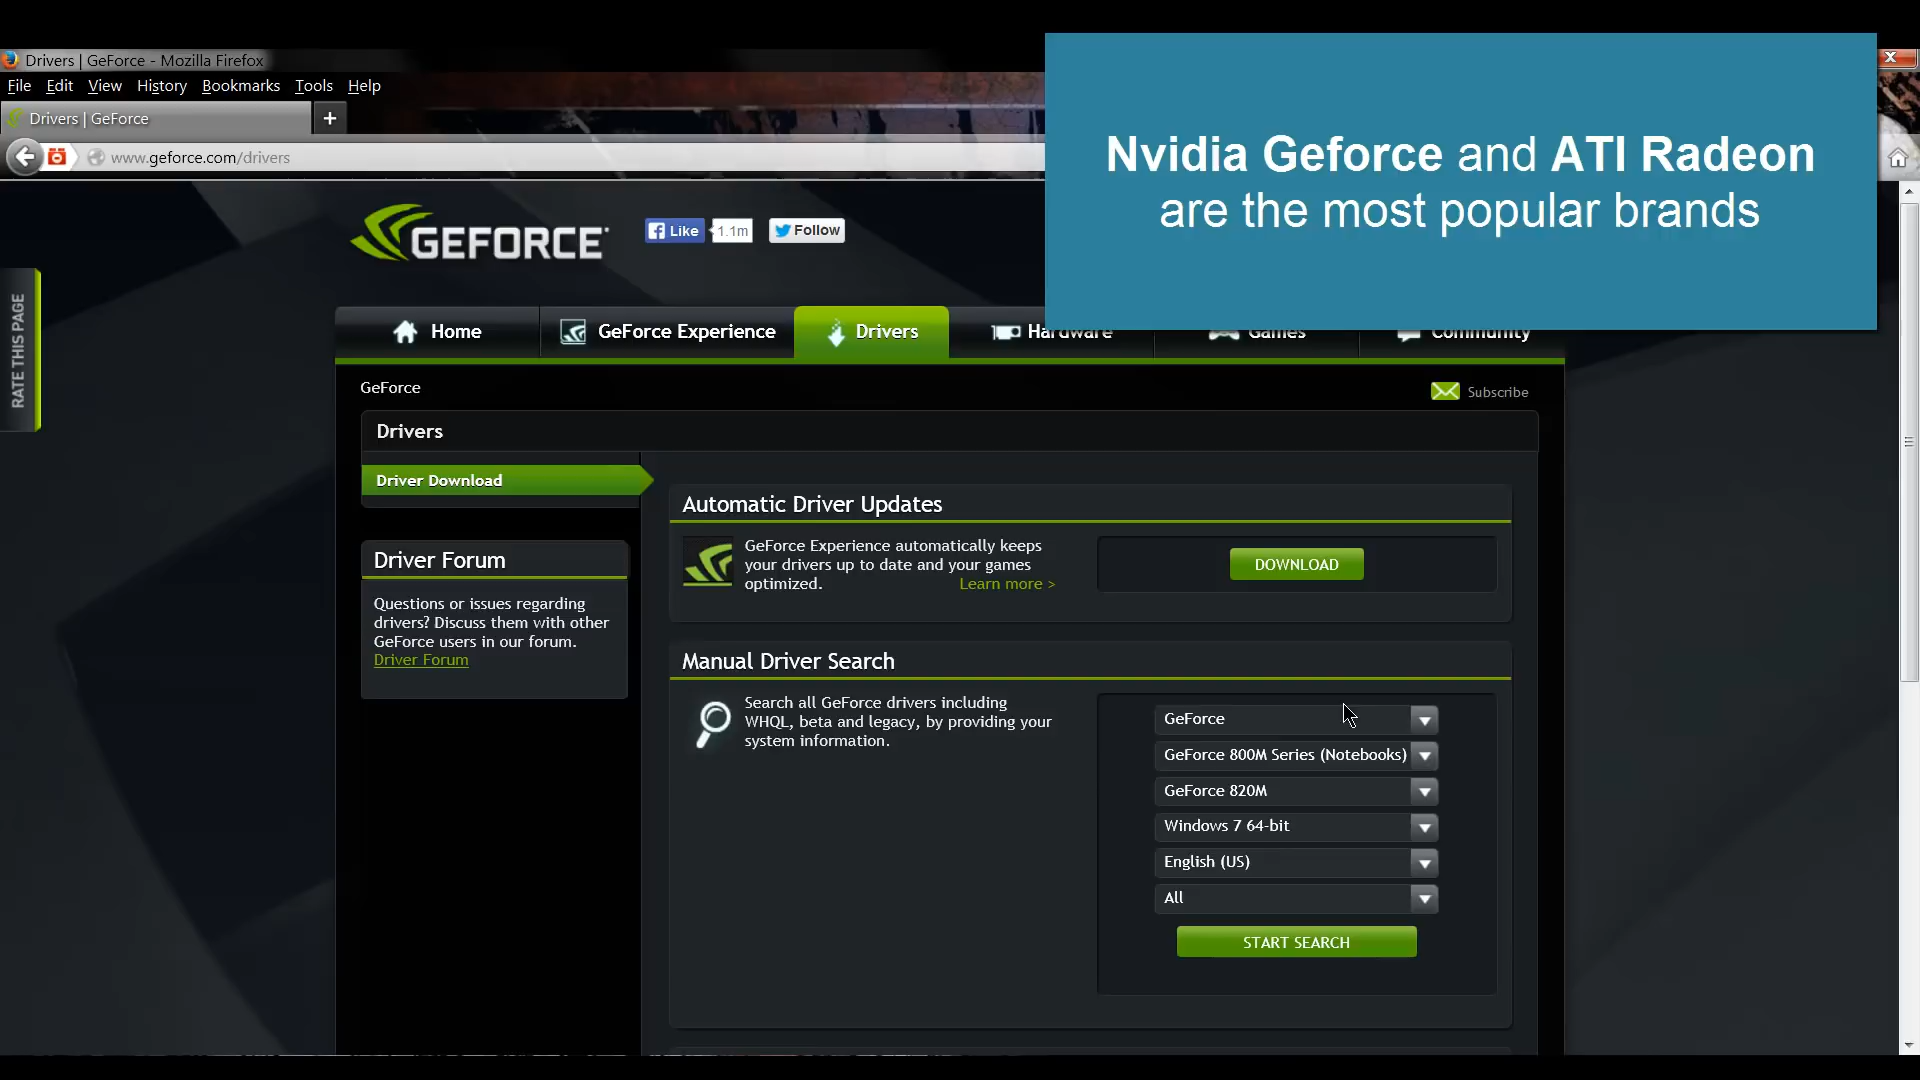 Drivers | GeForce - Mozilla Firefox
File Edit View History Bookmarks Tools Help
Drivers | GeForce
+
www.geforce.com/drivers
Nvidia Geforce and ATI Radeon
are the most popular brands
GEFORCE
Like 1.1m Follow
RATE THIS PAGE
Home GeForce Experience Drivers Hardware Games Community
GeForce
Subscribe
Drivers
Driver Download
Automatic Driver Updates
GeForce Experience automatically keeps
your drivers up to date and your games
optimized. Learn more >
DOWNLOAD
Driver Forum
Questions or issues regarding
drivers? Discuss them with other
GeForce users in our forum.
Driver Forum
Manual Driver Search
Search all GeForce drivers including
WHQL, beta and legacy, by providing your
system information.
GeForce
GeForce 800M Series (Notebooks)
GeForce 820M
Windows 7 64-bit
English (US)
All
START SEARCH